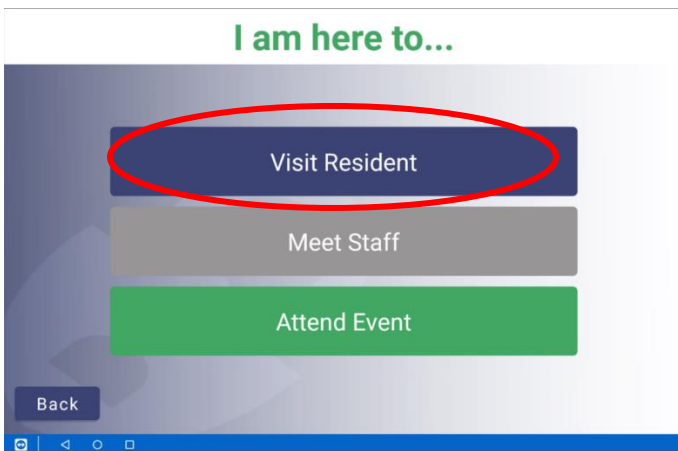 I am here to...
Visit Resident
Meet Staff
Attend Event
Back